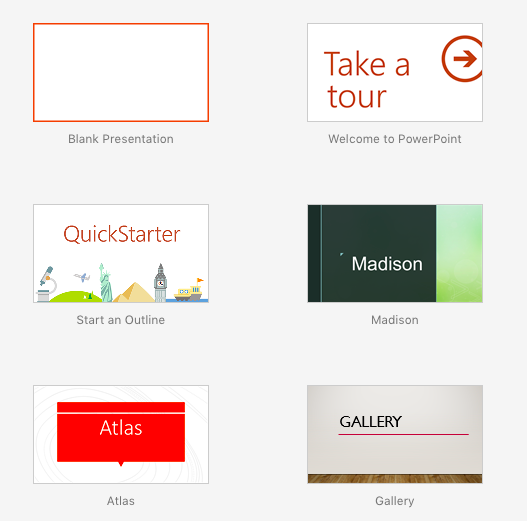 Take a
tour
Blank Presentation
Welcome to PowerPoint
QuickStarter
Madison
Start an Outline
Madison
Atlas
GALLERY
Atlas
Gallery